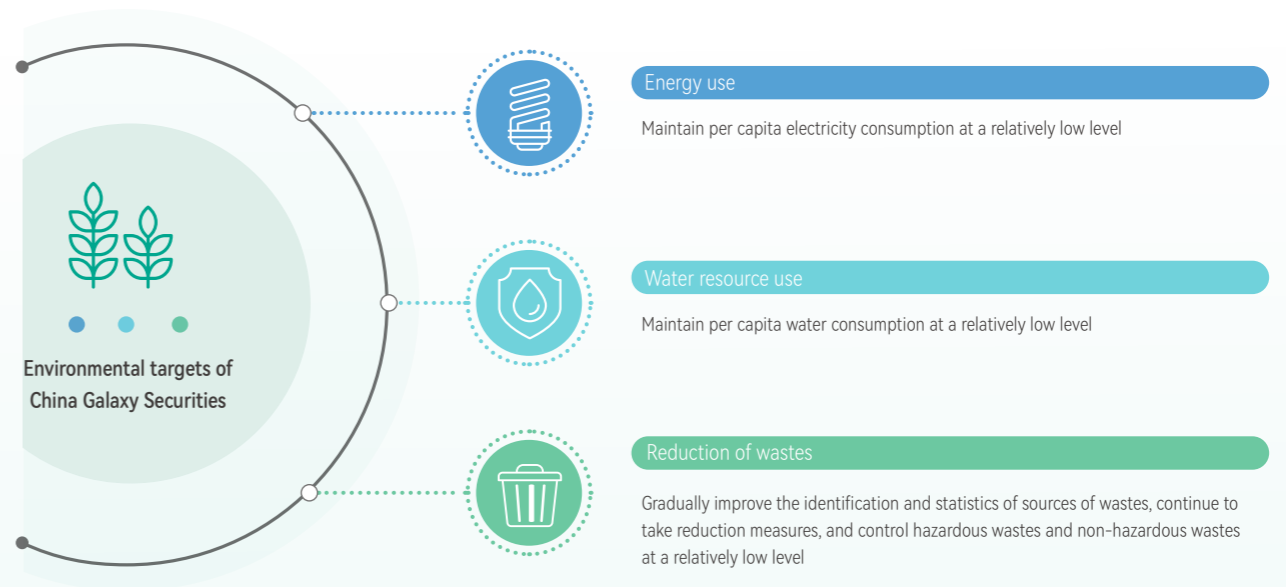 Environmental targets of
China Galaxy Securities
Energy use
Maintain per capita electricity consumption at a relatively low level
Water resource use
Maintain per capita water consumption at a relatively low level
Reduction of wastes
Gradually improve the identification and statistics of sources of wastes, continue to
take reduction measures, and control hazardous wastes and non-hazardous wastes
at a relatively low level